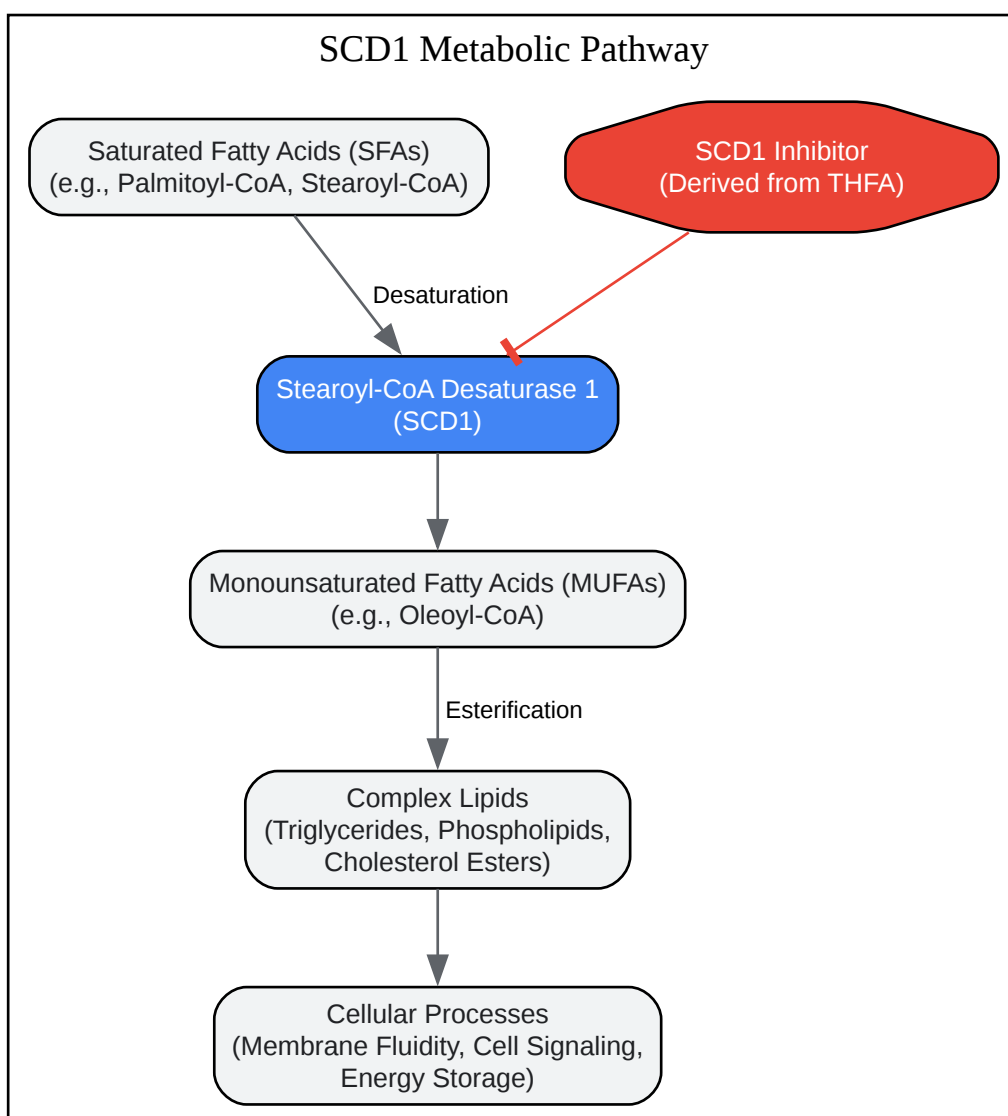 SCD1 Metabolic Pathway
Saturated Fatty Acids (SFAs)
(e.g., Palmitoyl-CoA, Stearoyl-CoA)
SCD1 Inhibitor
(Derived from THFA)
Desaturation
Stearoyl-CoA Desaturase 1
(SCD1)
Monounsaturated Fatty Acids (MUFAs)
(e.g., Oleoyl-CoA)
Esterification
Complex Lipids
(Triglycerides, Phospholipids,
Cholesterol Esters)
Cellular Processes
(Membrane Fluidity, Cell Signaling,
Energy Storage)